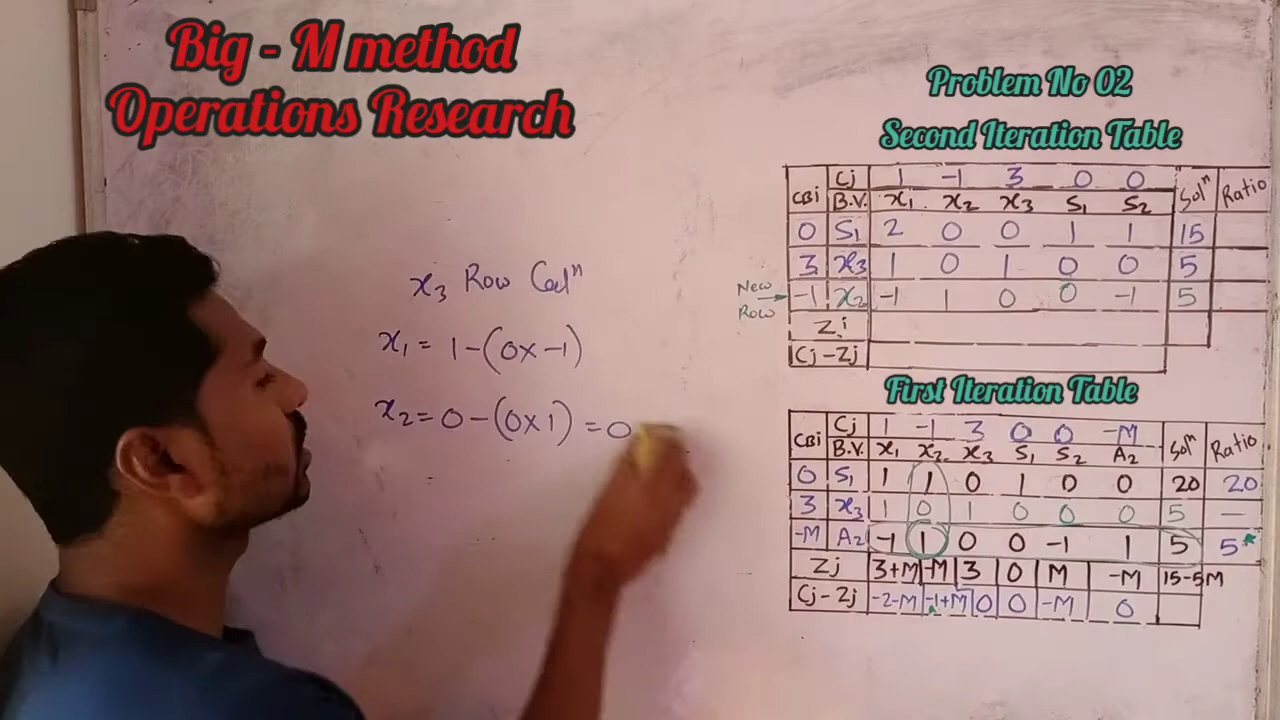 Big - M method
Operations Research
x₃ Row Calⁿ
x₁ = 1 - (0 x -1)
x₂ = 0 - (0 x 1) = 0
Problem No 02
Second Iteration Table
CBi Cj 1 -1 3 0 0 Solⁿ Ratio
B.V. x₁ x₂ x₃ S₁ S₂
0 S₁ 2 0 0 1 1 15
3 x₃ 1 0 1 0 0 5
New Row → -1 x₂ -1 1 0 0 -1 5
Zj
Cj - Zj
First Iteration Table
CBi Cj 1 -1 3 0 0 -M Solⁿ Ratio
B.V. x₁ x₂ x₃ S₁ S₂ A₂
0 S₁ 1 1 0 1 0 0 20 20
3 x₃ 1 0 1 0 0 0 5 —
-M A₂ -1 1 0 0 -1 1 5 5*
Zj 3+M -M 3 0 M -M 15-5M
Cj - Zj -2-M -1+M 0 0 -M 0